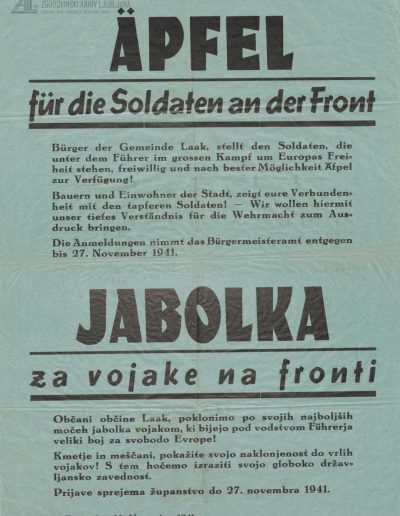 ZGODOVINSKI ARHIV LJUBLJANA
ÄPFEL
für die Soldaten an der Front
Bürger der Gemeinde Laak, stellt den Soldaten, die
unter dem Führer im grossen Kampf um Europas Frei-
heit stehen, freiwillig und nach bester Möglichkeit Äpfel
zur Verfügung!
Bauern und Einwohner der Stadt, zeigt eure Verbunden-
heit mit den tapferen Soldaten! — Wir wollen hiermit
unser tiefes Verständnis für die Wehrmacht zum Aus-
druck bringen.
Die Anmeldungen nimmt das Bürgermeisteramt entgegen
bis 27. November 1941.
JABOLKA
za vojake na fronti
Občani občine Laak, poklonimo po svojih najboljših
močeh jabolka vojakom, ki bijejo pod vodstvom Führerja
veliki boj za svobodo Evrope!
Kmetje in meščani, pokažite svojo naklonjenost do vrlih
vojakov! S tem hočemo izraziti svojo globoko držav-
ljansko zavednost.
Prijave sprejema županstvo do 27. novembra 1941.